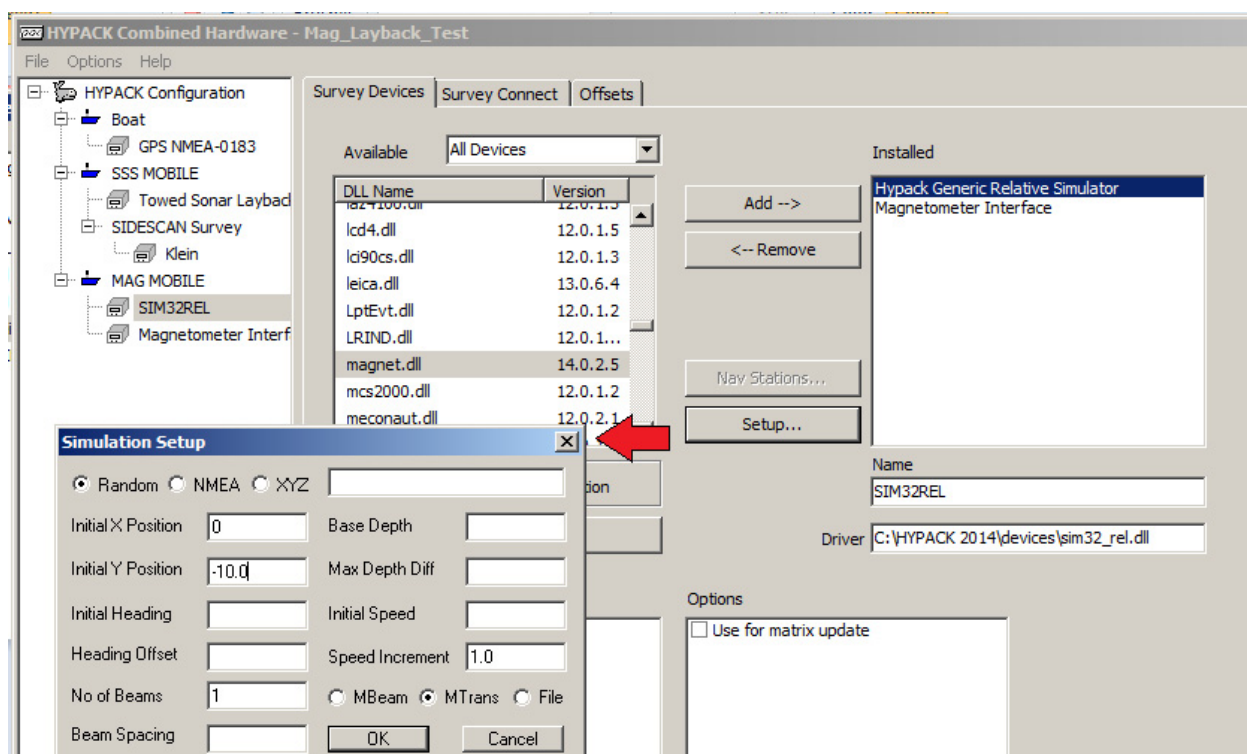 HYPACK Combined Hardware - Mag_Layback_Test
File Options Help
HYPACK Configuration
Boat
GPS NMEA-0183
SSS MOBILE
Towed Sonar Laybacl
SIDESCAN Survey
Klein
MAG MOBILE
SIM32REL
Magnetometer Interf
Survey Devices Survey Connect Offsets
Available All Devices
DLL Name Version
lcd4.dll 12.0.1.5
lci90cs.dll 12.0.1.3
leica.dll 13.0.6.4
LptEvt.dll 12.0.1.2
LRIND.dll 12.0.1...
magnet.dll 14.0.2.5
mcs2000.dll 12.0.1.2
meconaut.dll 12.0.2.1
Add -->
<-- Remove
Nav Stations...
Setup...
Installed
Hypack Generic Relative Simulator
Magnetometer Interface
Name
SIM32REL
Driver C:\HYPACK 2014\devices\sim32_rel.dll
Options
Use for matrix update
Simulation Setup
Random NMEA XYZ
Initial X Position 0 Base Depth
Initial Y Position -10.0 Max Depth Diff
Initial Heading Initial Speed
Heading Offset Speed Increment 1.0
No of Beams 1 MBeam MTrans File
Beam Spacing OK Cancel